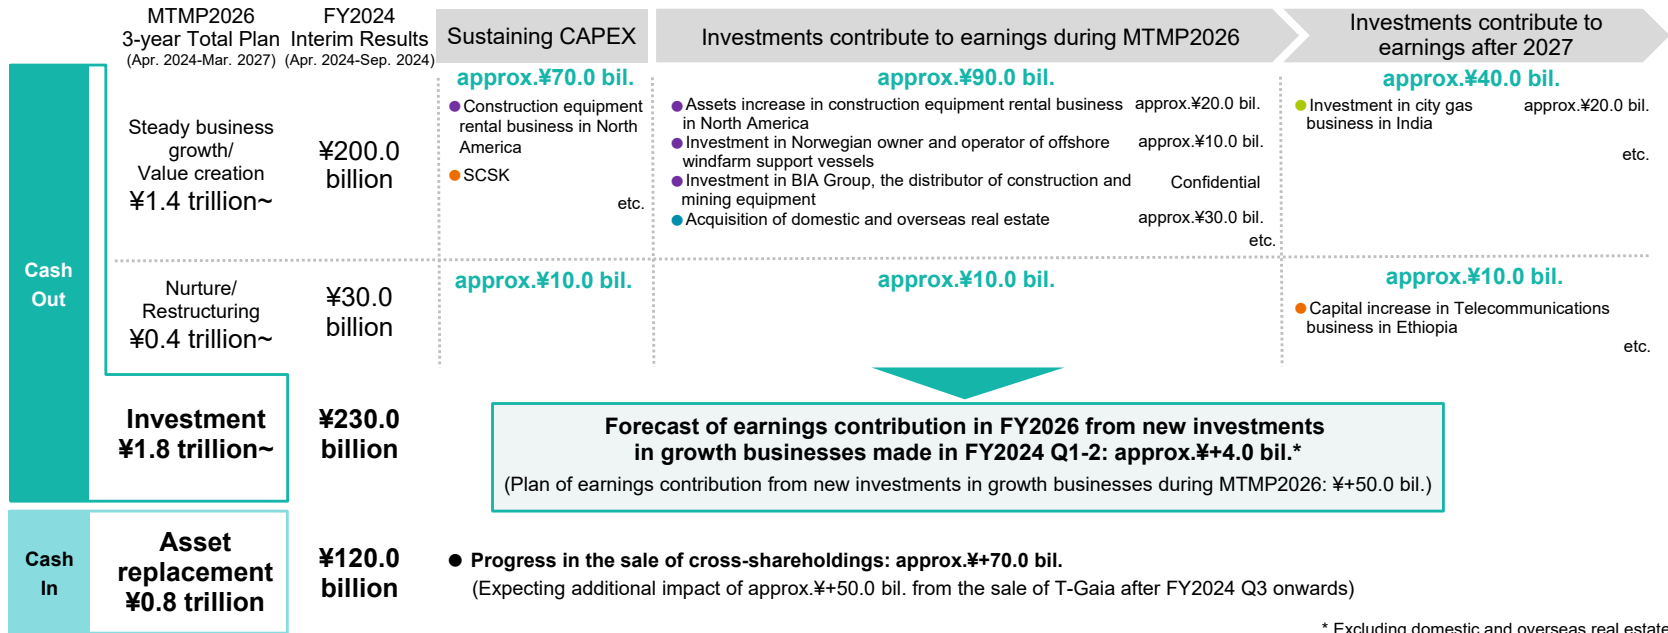 MTMP2026
3-year Total Plan
(Apr. 2024-Mar. 2027)
FY2024
Interim Results
(Apr. 2024-Sep. 2024)
Sustaining CAPEX
Investments contribute to earnings during MTMP2026
Investments contribute to
earnings after 2027
Cash
Out
Steady business
growth/
Value creation
¥1.4 trillion~
¥200.0
billion
approx.¥70.0 bil.
● Construction equipment
rental business in North
America
● SCSK
etc.
approx.¥90.0 bil.
● Assets increase in construction equipment rental business approx.¥20.0 bil.
in North America
● Investment in Norwegian owner and operator of offshore approx.¥10.0 bil.
windfarm support vessels
● Investment in BIA Group, the distributor of construction and Confidential
mining equipment
● Acquisition of domestic and overseas real estate approx.¥30.0 bil.
etc.
approx.¥40.0 bil.
● Investment in city gas approx.¥20.0 bil.
business in India
etc.
Nurture/
Restructuring
¥0.4 trillion~
¥30.0
billion
approx.¥10.0 bil.
approx.¥10.0 bil.
approx.¥10.0 bil.
● Capital increase in Telecommunications
business in Ethiopia
etc.
Investment
¥1.8 trillion~
¥230.0
billion
Forecast of earnings contribution in FY2026 from new investments
in growth businesses made in FY2024 Q1-2: approx.¥+4.0 bil.*
(Plan of earnings contribution from new investments in growth businesses during MTMP2026: ¥+50.0 bil.)
Cash
In
Asset
replacement
¥0.8 trillion
¥120.0
billion
● Progress in the sale of cross-shareholdings: approx.¥+70.0 bil.
(Expecting additional impact of approx.¥+50.0 bil. from the sale of T-Gaia after FY2024 Q3 onwards)
* Excluding domestic and overseas real estate